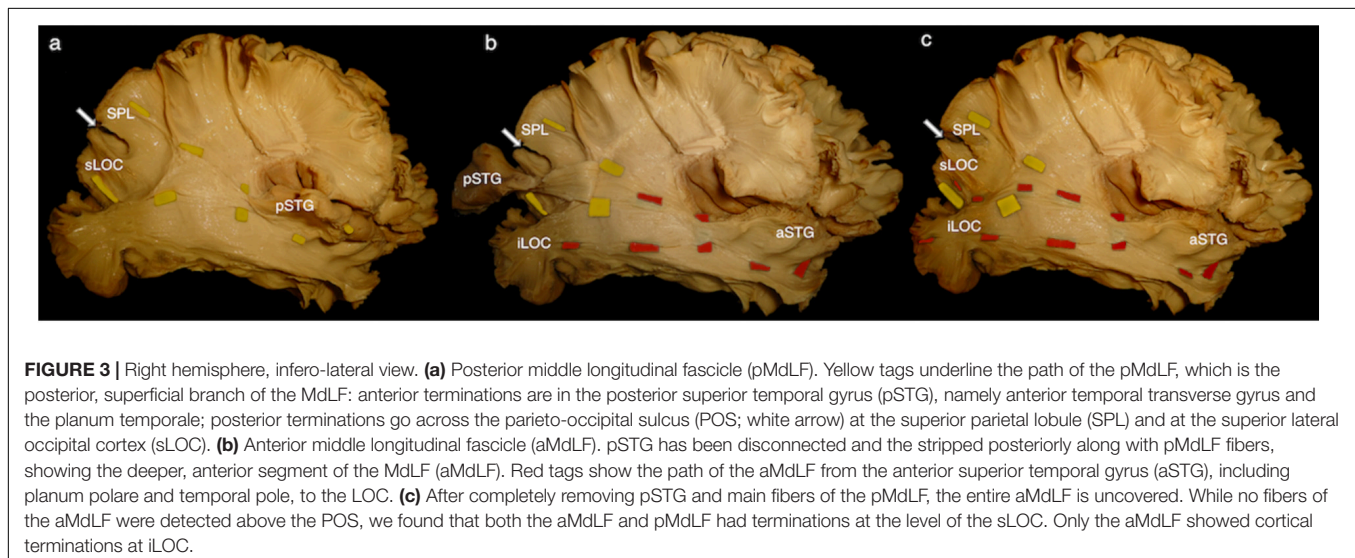 a b c
SPL SPL SPL
sLOC pSTG sLOC
pSTG
iLOC aSTG aSTG
iLOC
FIGURE 3 | Right hemisphere, infero-lateral view. (a) Posterior middle longitudinal fascicle (pMdLF). Yellow tags underline the path of the pMdLF, which is the
posterior, superficial branch of the MdLF: anterior terminations are in the posterior superior temporal gyrus (pSTG), namely anterior temporal transverse gyrus and
the planum temporale; posterior terminations go across the parieto-occipital sulcus (POS; white arrow) at the superior parietal lobule (SPL) and at the superior lateral
occipital cortex (sLOC). (b) Anterior middle longitudinal fascicle (aMdLF). pSTG has been disconnected and the stripped posteriorly along with pMdLF fibers,
showing the deeper, anterior segment of the MdLF (aMdLF). Red tags show the path of the aMdLF from the anterior superior temporal gyrus (aSTG), including
planum polare and temporal pole, to the LOC. (c) After completely removing pSTG and main fibers of the pMdLF, the entire aMdLF is uncovered. While no fibers of
the aMdLF were detected above the POS, we found that both the aMdLF and pMdLF had terminations at the level of the sLOC. Only the aMdLF showed cortical
terminations at iLOC.